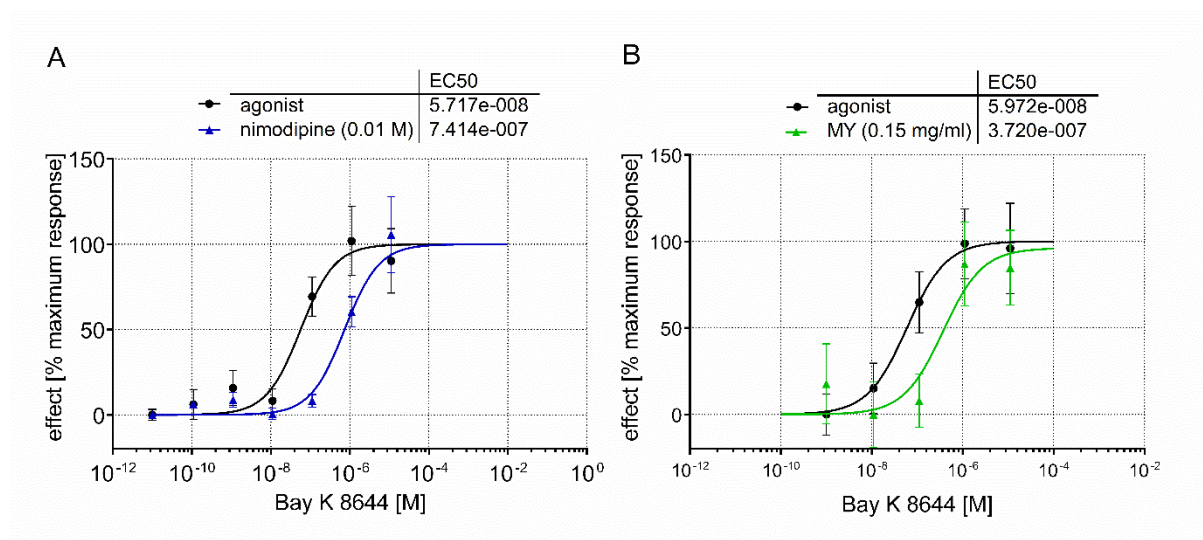 A
EC50
agonist 5.717e-008
nimodipine (0.01 M) 7.414e-007
150
100
50
0
effect [% maximum response]
10⁻¹² 10⁻¹⁰ 10⁻⁸ 10⁻⁶ 10⁻⁴ 10⁻² 10⁰
Bay K 8644 [M]
B
EC50
agonist 5.972e-008
MY (0.15 mg/ml) 3.720e-007
150
100
50
0
effect [% maximum response]
10⁻¹² 10⁻¹⁰ 10⁻⁸ 10⁻⁶ 10⁻⁴ 10⁻²
Bay K 8644 [M]